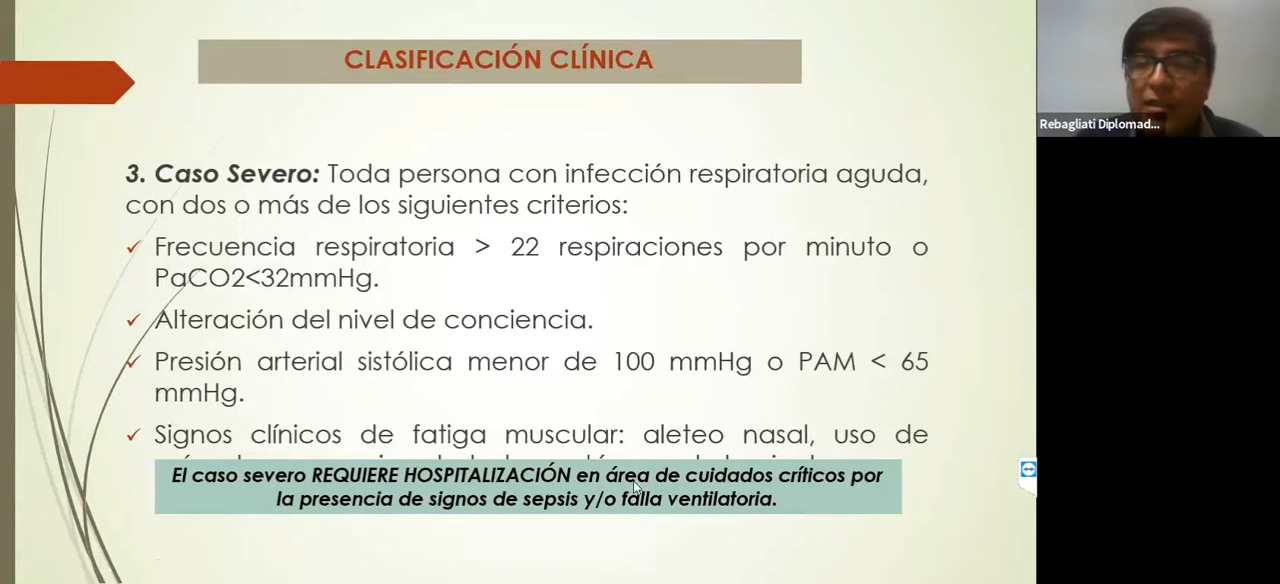 CLASIFICACIÓN CLÍNICA
Rebagliati Diplomad...
3. Caso Severo: Toda persona con infección respiratoria aguda,
con dos o más de los siguientes criterios:
Frecuencia respiratoria > 22 respiraciones por minuto o
PaCO2<32mmHg.
Alteración del nivel de conciencia.
Presión arterial sistólica menor de 100 mmHg o PAM < 65
mmHg.
Signos clínicos de fatiga muscular: aleteo nasal, uso de
El caso severo REQUIERE HOSPITALIZACIÓN en área de cuidados críticos por
la presencia de signos de sepsis y/o falla ventilatoria.